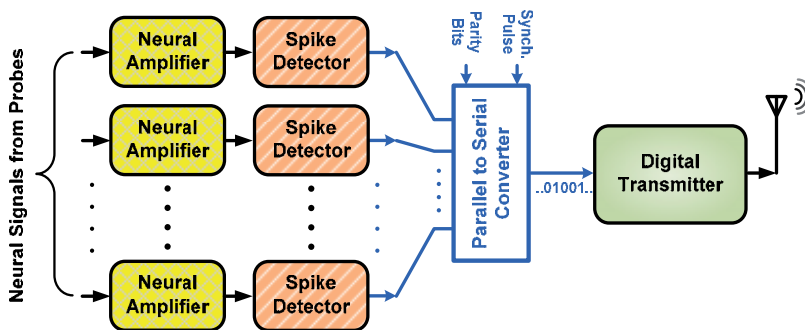 Neural Signals from Probes
Neural
Amplifier
Spike
Detector
Neural
Amplifier
Spike
Detector
Neural
Amplifier
Spike
Detector
Parity
Bits
Synch.
Pulse
Parallel to Serial
Converter
..01001..
Digital
Transmitter